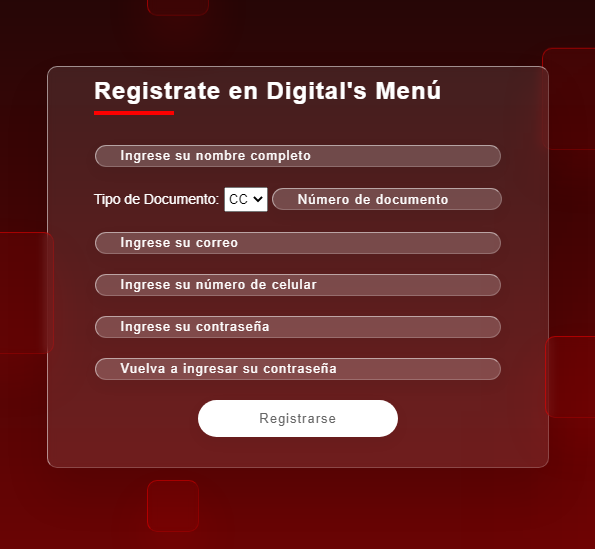 Registrate en Digital's Menú
Ingrese su nombre completo
Tipo de Documento: CC Número de documento
Ingrese su correo
Ingrese su número de celular
Ingrese su contraseña
Vuelva a ingresar su contraseña
Registrarse